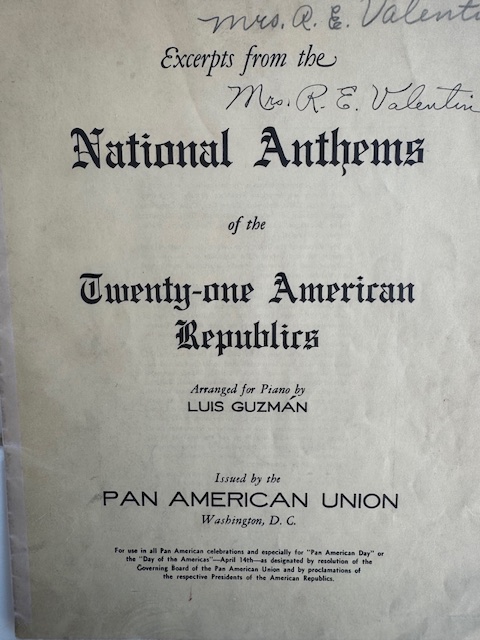 Mrs. R. E. Valenti
Excerpts from the
Mrs. R. E. Valentin
National Anthems
of the
Twenty-one American
Republics
Arranged for Piano by
LUIS GUZMÁN
Issued by the
PAN AMERICAN UNION
Washington, D. C.
For use in all Pan American celebrations and especially for "Pan American Day" or
the "Day of the Americas"—April 14th—as designated by resolution of the
Governing Board of the Pan American Union and by proclamations of
the respective Presidents of the American Republics.